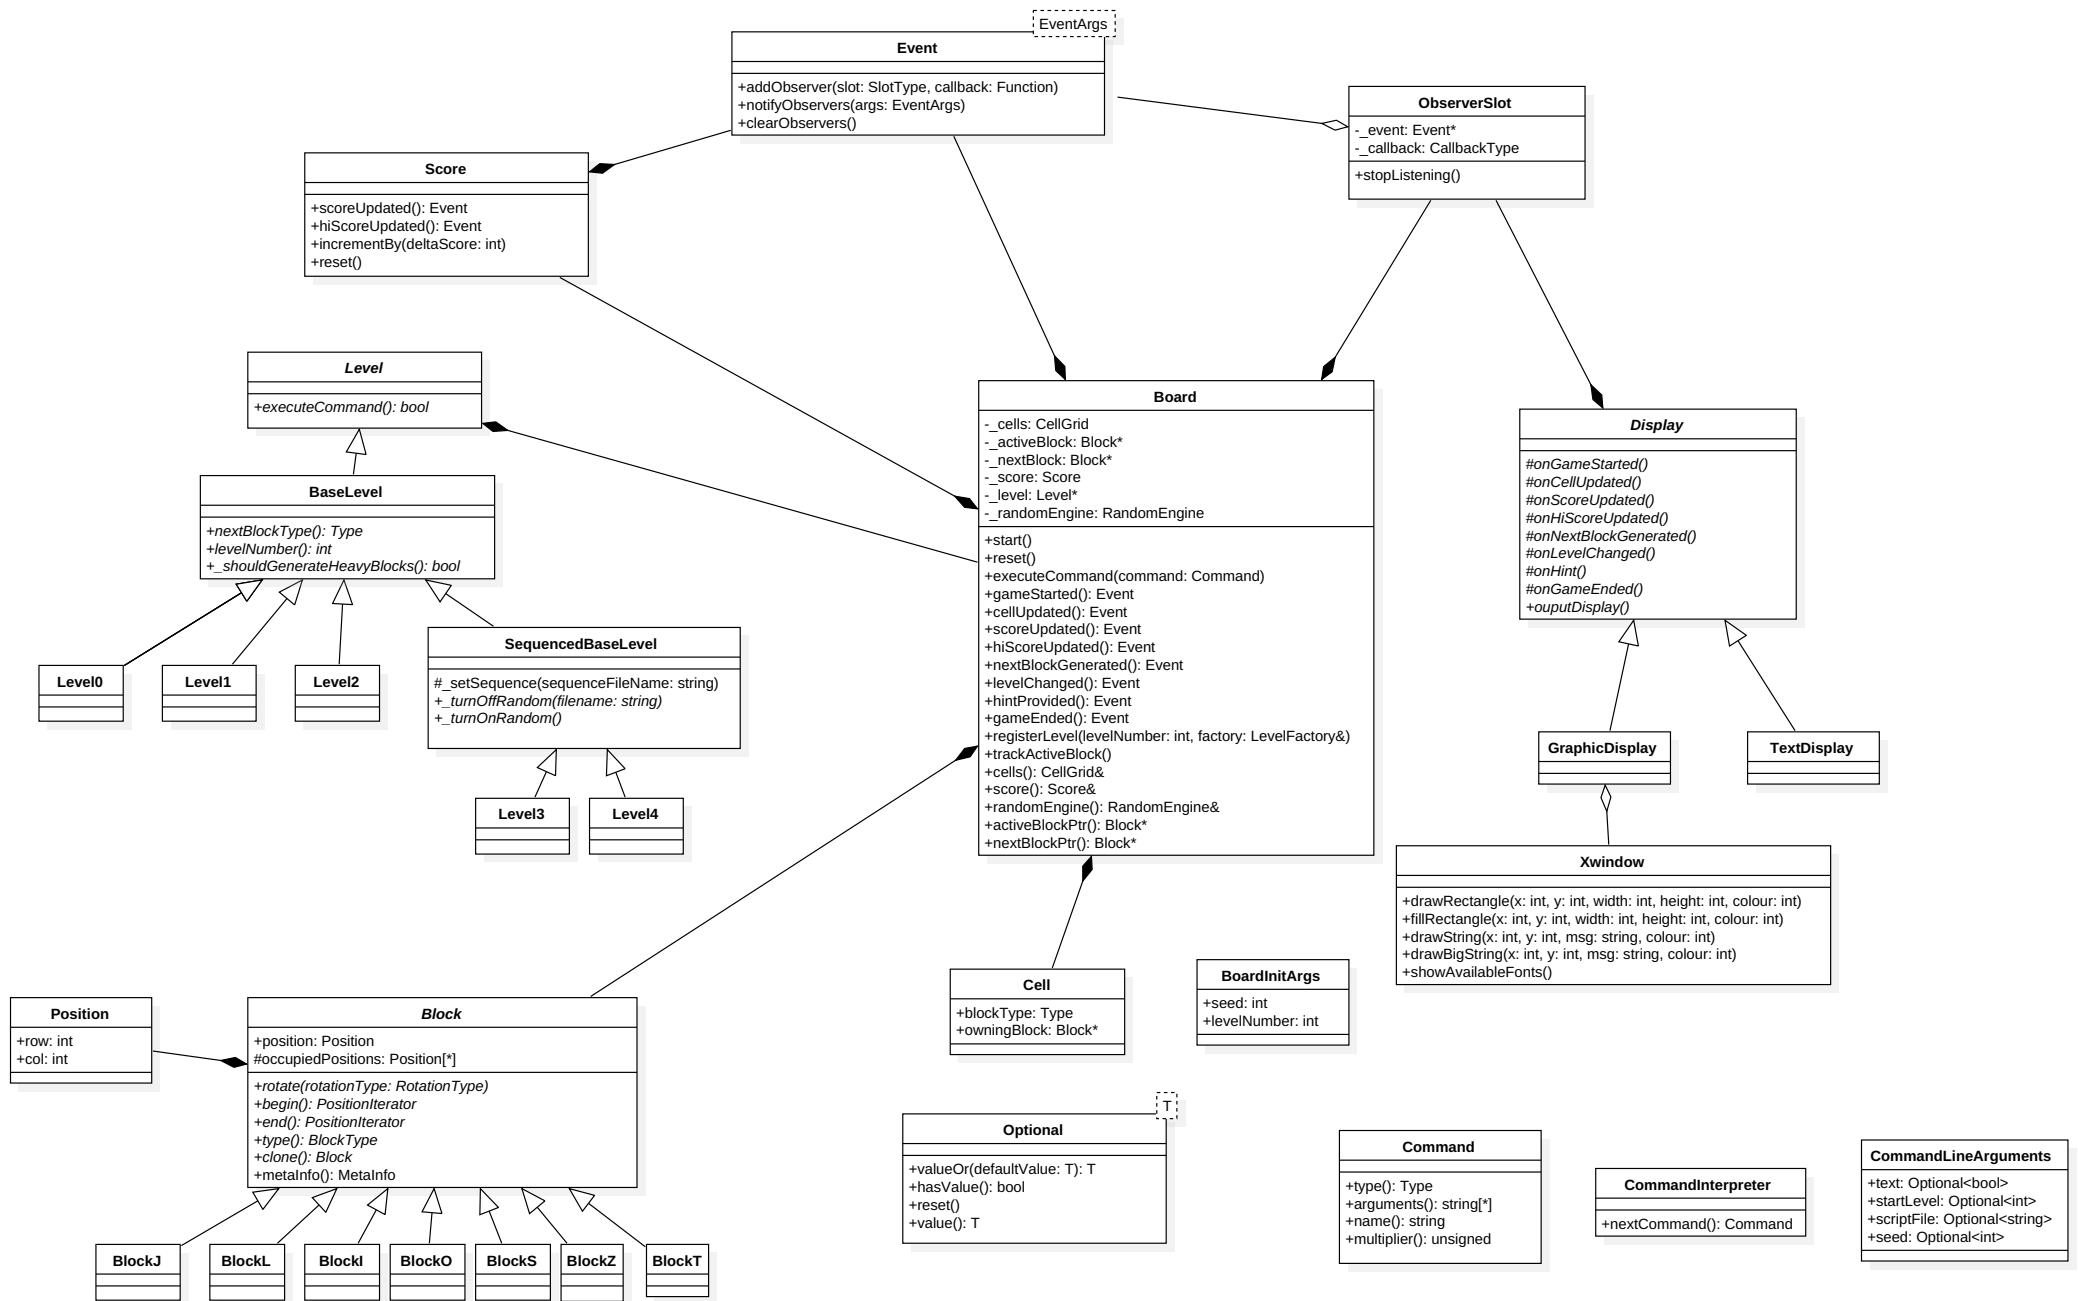 EventArgs
Event
+addObserver(slot: SlotType, callback: Function)
+notifyObservers(args: EventArgs)
+clearObservers()
ObserverSlot
-_event: Event*
-_callback: CallbackType
+stopListening()
Score
+scoreUpdated(): Event
+hiScoreUpdated(): Event
+incrementBy(deltaScore: int)
+reset()
Level
+executeCommand(): bool
BaseLevel
+nextBlockType(): Type
+levelNumber(): int
+_shouldGenerateHeavyBlocks(): bool
Level0
Level1
Level2
SequencedBaseLevel
#_setSequence(sequenceFileName: string)
+_turnOffRandom(filename: string)
+_turnOnRandom()
Level3
Level4
Board
-_cells: CellGrid
-_activeBlock: Block*
-_nextBlock: Block*
-_score: Score
-_level: Level*
-_randomEngine: RandomEngine
+start()
+reset()
+executeCommand(command: Command)
+gameStarted(): Event
+cellUpdated(): Event
+scoreUpdated(): Event
+hiScoreUpdated(): Event
+nextBlockGenerated(): Event
+levelChanged(): Event
+hintProvided(): Event
+gameEnded(): Event
+registerLevel(levelNumber: int, factory: LevelFactory&)
+trackActiveBlock()
+cells(): CellGrid&
+score(): Score&
+randomEngine(): RandomEngine&
+activeBlockPtr(): Block*
+nextBlockPtr(): Block*
Display
#onGameStarted()
#onCellUpdated()
#onScoreUpdated()
#onHiScoreUpdated()
#onNextBlockGenerated()
#onLevelChanged()
#onHint()
#onGameEnded()
+ouputDisplay()
GraphicDisplay
TextDisplay
Xwindow
+drawRectangle(x: int, y: int, width: int, height: int, colour: int)
+fillRectangle(x: int, y: int, width: int, height: int, colour: int)
+drawString(x: int, y: int, msg: string, colour: int)
+drawBigString(x: int, y: int, msg: string, colour: int)
+showAvailableFonts()
Cell
+blockType: Type
+owningBlock: Block*
BoardInitArgs
+seed: int
+levelNumber: int
Position
+row: int
+col: int
Block
+position: Position
#occupiedPositions: Position[*]
+rotate(rotationType: RotationType)
+begin(): PositionIterator
+end(): PositionIterator
+type(): BlockType
+clone(): Block
+metaInfo(): MetaInfo
BlockJ
BlockL
BlockI
BlockO
BlockS
BlockZ
BlockT
T
Optional
+valueOr(defaultValue: T): T
+hasValue(): bool
+reset()
+value(): T
Command
+type(): Type
+arguments(): string[*]
+name(): string
+multiplier(): unsigned
CommandInterpreter
+nextCommand(): Command
CommandLineArguments
+text: Optional<bool>
+startLevel: Optional<int>
+scriptFile: Optional<string>
+seed: Optional<int>